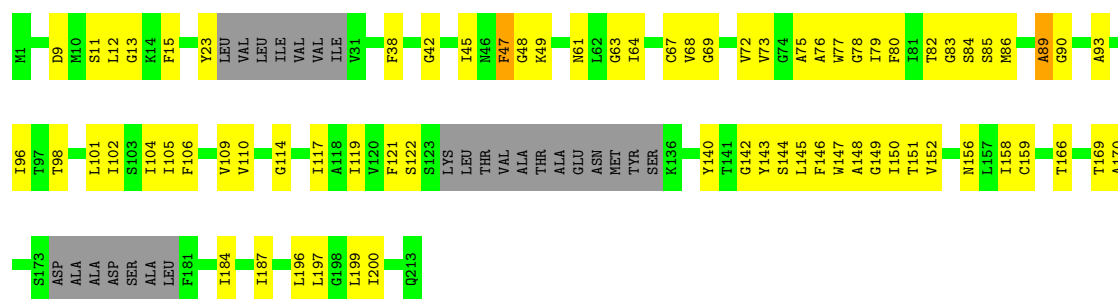 M1 D9 M10 S11 L12 G13 K14 F15 Y23 LEU VAL LEU ILE VAL VAL ILE V31 F38 G42 I45 N46 F47 G48 K49 N61 L62 G63 I64 C67 V68 G69 V72 V73 G74 A75 A76 W77 G78 I79 F80 I81 T82 G83 S84 S85 M86 A89 G90 A93
I96 T97 T98 L101 I102 S103 I104 I105 F106 V109 V110 G114 I117 A118 I119 V120 F121 S122 S123 LYS LEU THR VAL ALA THR ALA GLU ASN MET TYR SER K136 Y140 T141 G142 Y143 S144 L145 F146 W147 A148 G149 I150 T151 V152 N156 L157 I158 C159 T166 T169 A170
S173 ASP ALA ALA ASP SER ALA LEU F181 I184 I187 L196 L197 G198 L199 I200 Q213